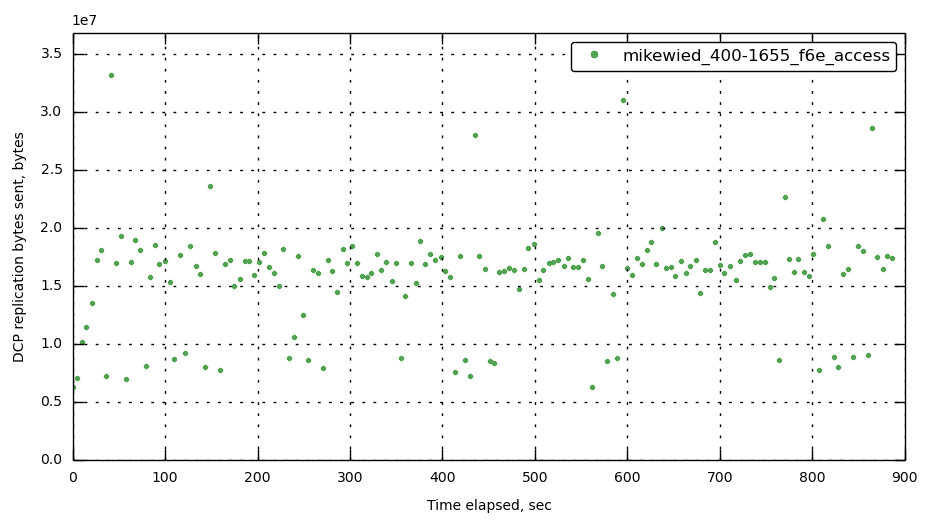 1e7
mikewied_400-1655_f6e_access
DCP replication bytes sent, bytes
3.5
3.0
2.5
2.0
1.5
1.0
0.5
0.0
0 100 200 300 400 500 600 700 800 900
Time elapsed, sec